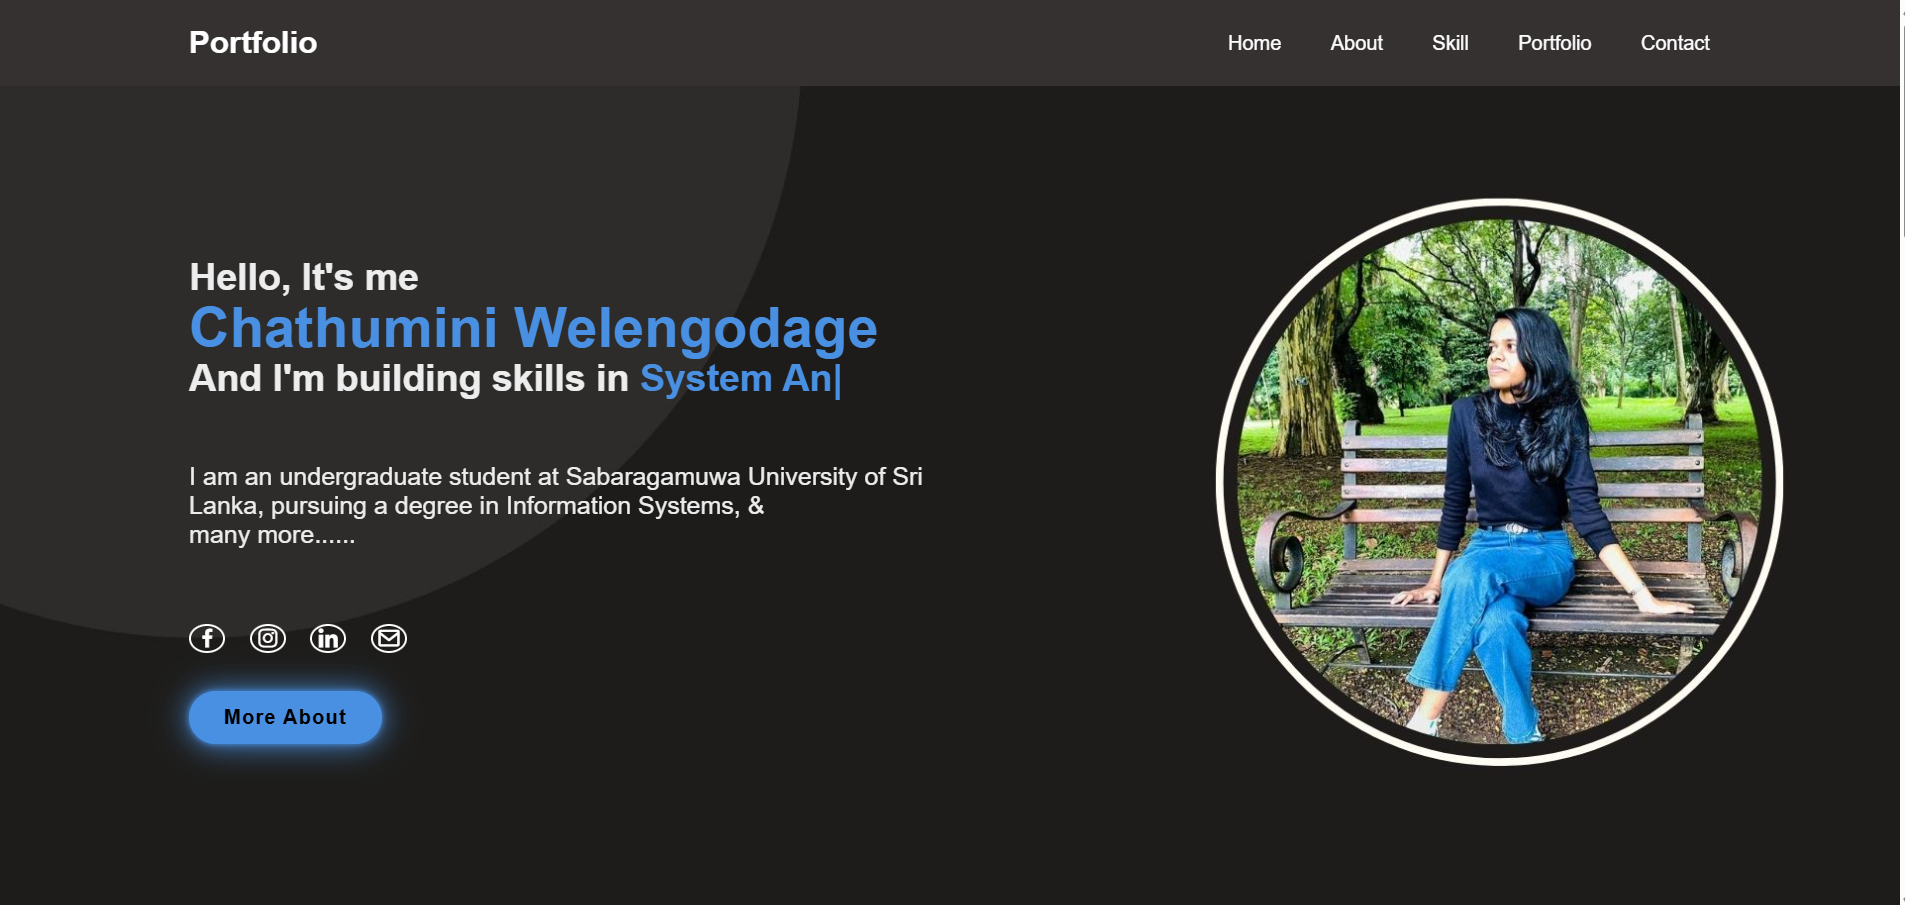 Portfolio
Home About Skill Portfolio Contact
Hello, It's me
Chathumini Welengodage
And I'm building skills in System An|
I am an undergraduate student at Sabaragamuwa University of Sri
Lanka, pursuing a degree in Information Systems, &
many more......
More About